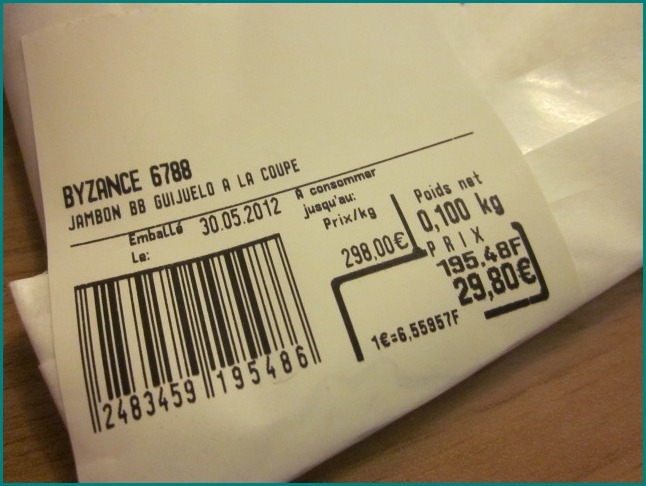 BYZANCE 6788
JAMBON BB GUIJUELO A LA COUPE
Emballé
Le:
30.05.2012
A consommer
jusqu'au:
Prix/kg
298,00€
Poids net
0,100 kg
PRIX
195.48F
29,80€
1€=6,55957F
2483459 195486